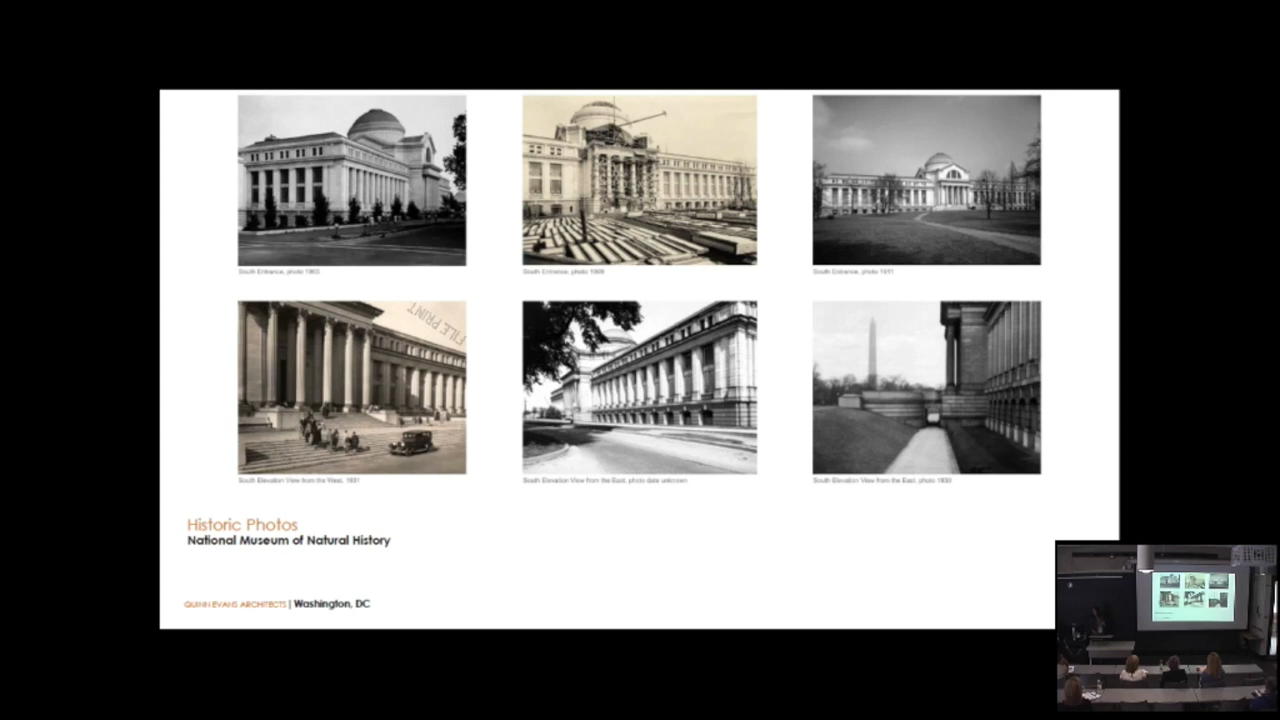 South Entrance, photo
South Entrance, photo 1909
South Entrance, photo 1911
FILE PRINT
South Elevation View from the West, 1931
South Elevation View from the East, photo date unknown
South Elevation View from the East, photo 1930
Historic Photos
National Museum of Natural History
QUINN EVANS ARCHITECTS | Washington, DC